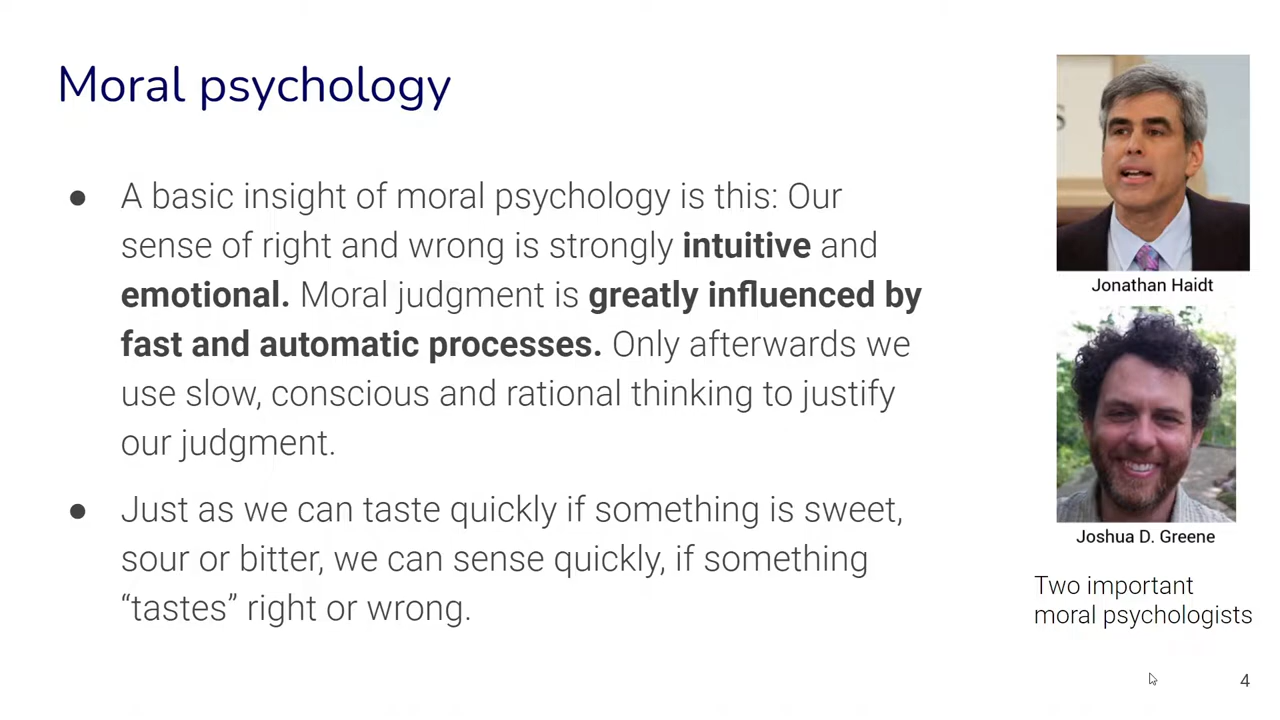 Moral psychology
● A basic insight of moral psychology is this: Our
sense of right and wrong is strongly intuitive and
emotional. Moral judgment is greatly influenced by
fast and automatic processes. Only afterwards we
use slow, conscious and rational thinking to justify
our judgment.
● Just as we can taste quickly if something is sweet,
sour or bitter, we can sense quickly, if something
“tastes” right or wrong.
Jonathan Haidt
Joshua D. Greene
Two important
moral psychologists
4